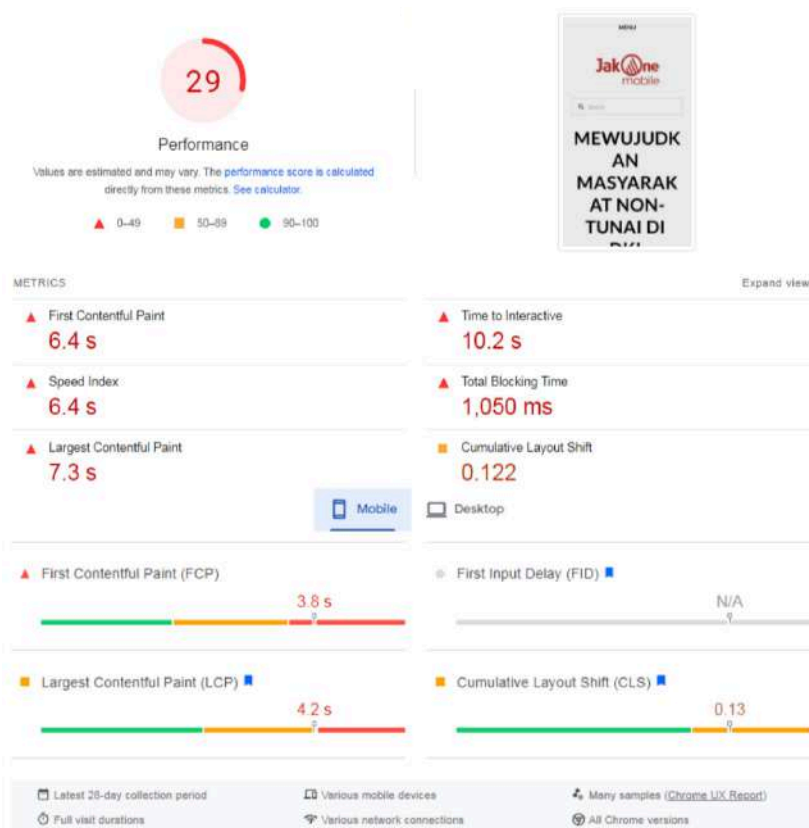 29
Performance
Values are estimated and may vary. The performance score is calculated
directly from these metrics. See calculator.
0–49
50–89
90–100
MENU
JakOne
mobile
Search
MEWUJUDK
AN
MASYARAK
AT NON-
TUNAI DI
DKI
METRICS
Expand view
First Contentful Paint
6.4 s
Time to Interactive
10.2 s
Speed Index
6.4 s
Total Blocking Time
1,050 ms
Largest Contentful Paint
7.3 s
Cumulative Layout Shift
0.122
Mobile
Desktop
First Contentful Paint (FCP)
3.8 s
First Input Delay (FID)
N/A
Largest Contentful Paint (LCP)
4.2 s
Cumulative Layout Shift (CLS)
0.13
Latest 28-day collection period
Various mobile devices
Many samples (Chrome UX Report)
Full visit durations
Various network connections
All Chrome versions